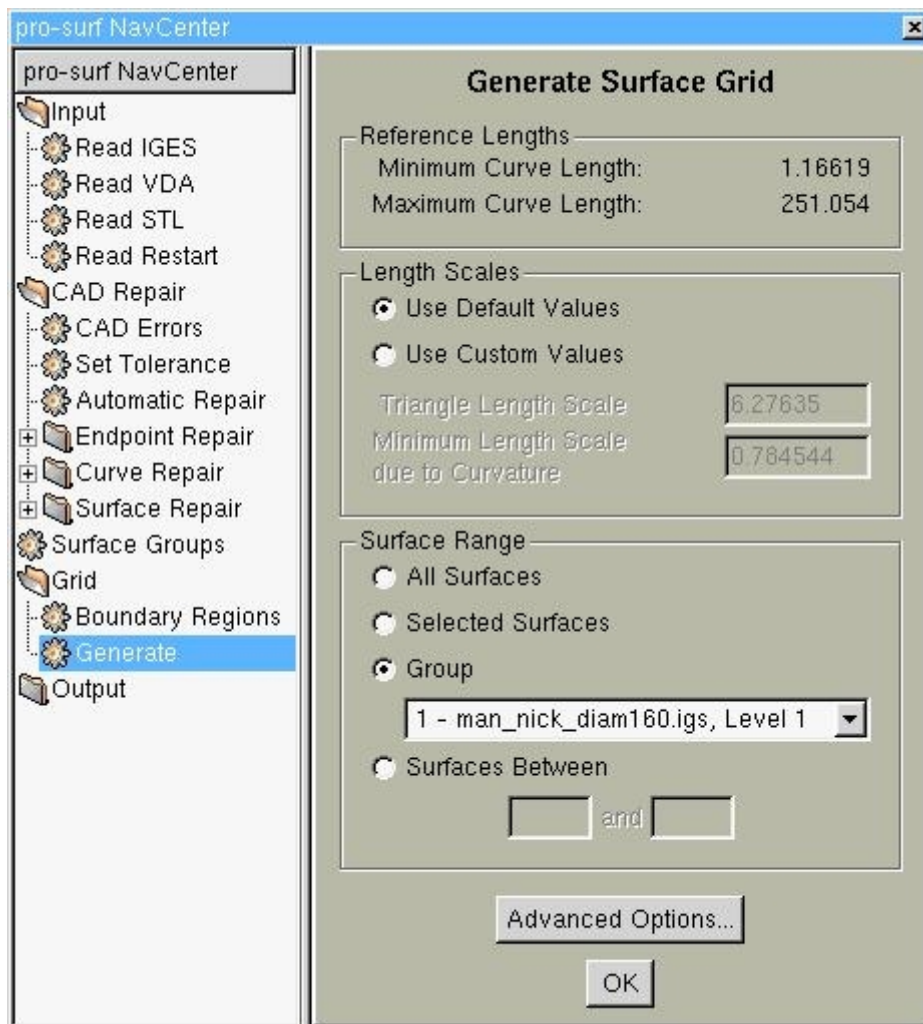 pro-surf NavCenter
pro-surf NavCenter
Input
Read IGES
Read VDA
Read STL
Read Restart
CAD Repair
CAD Errors
Set Tolerance
Automatic Repair
Endpoint Repair
Curve Repair
Surface Repair
Surface Groups
Grid
Boundary Regions
Generate
Output
Generate Surface Grid
Reference Lengths
Minimum Curve Length: 1.16619
Maximum Curve Length: 251.054
Length Scales
Use Default Values
Use Custom Values
Triangle Length Scale 6.27635
Minimum Length Scale
due to Curvature 0.784544
Surface Range
All Surfaces
Selected Surfaces
Group
1 - man_nick_diam160.igs, Level 1
Surfaces Between
and
Advanced Options...
OK